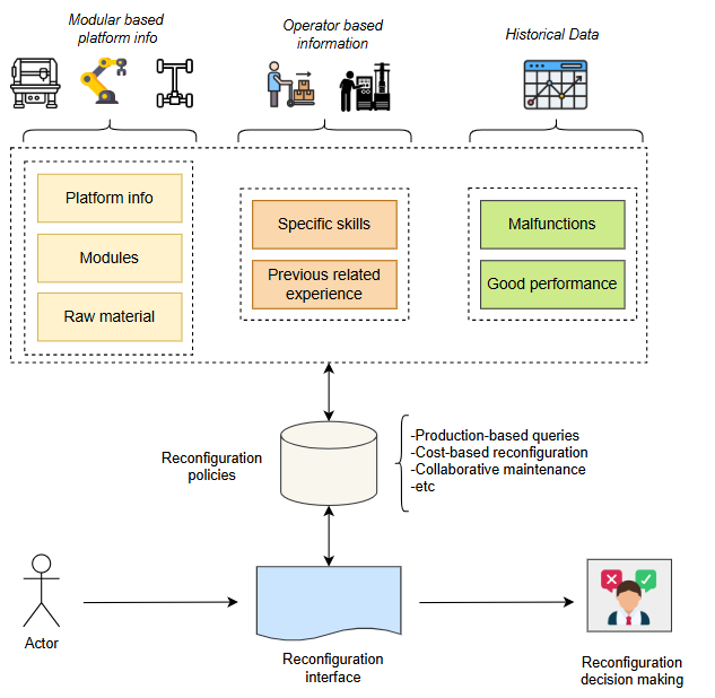 Modular based
platform info
Operator based
information
Historical Data
Platform info
Modules
Raw material
Specific skills
Previous related
experience
Malfunctions
Good performance
Reconfiguration
policies
-Production-based queries
-Cost-based reconfiguration
-Collaborative maintenance
-etc
Actor
Reconfiguration
interface
Reconfiguration
decision making